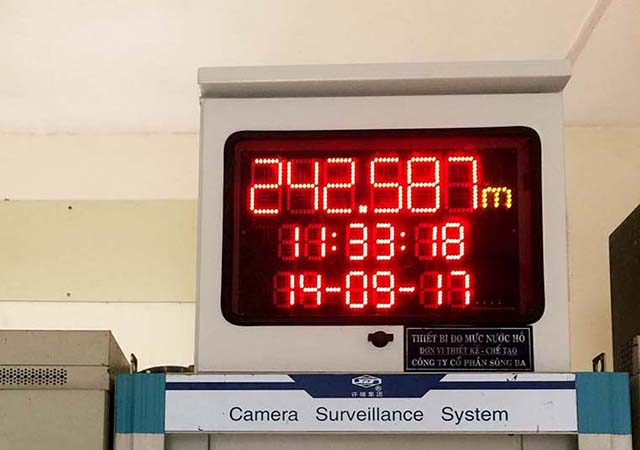 242.587m
11:33:18
14-09-17
THIẾT BỊ ĐO MỰC NƯỚC HỒ
ĐƠN VỊ THIẾT KẾ - CHẾ TẠO
CÔNG TY CỔ PHẦN SÔNG BA
许继集团
Camera Surveillance System